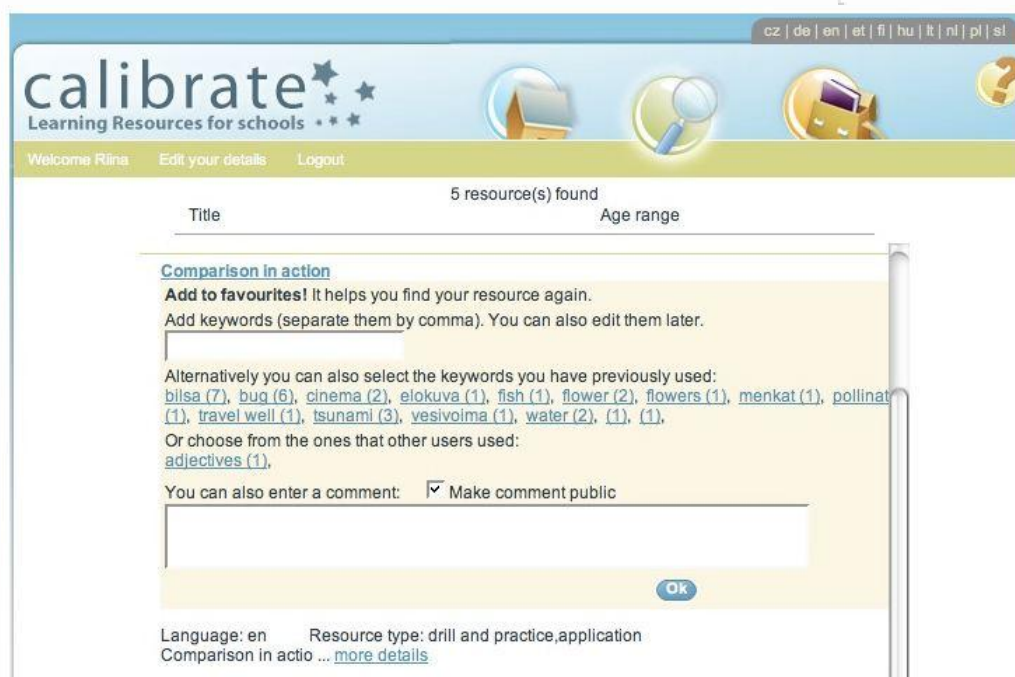 cz | de | en | et | fi | hu | lt | nl | pl | sl
calibrate
Learning Resources for schools
Welcome Riina Edit your details Logout
5 resource(s) found
Title Age range
Comparison in action
Add to favourites! It helps you find your resource again.
Add keywords (separate them by comma). You can also edit them later.
Alternatively you can also select the keywords you have previously used:
bilsa (7), bug (6), cinema (2), elokuva (1), fish (1), flower (2), flowers (1), menkat (1), pollinat
(1), travel well (1), tsunami (3), vesivoima (1), water (2), (1), (1),
Or choose from the ones that other users used:
adjectives (1),
You can also enter a comment: Make comment public
Ok
Language: en Resource type: drill and practice,application
Comparison in actio ... more details